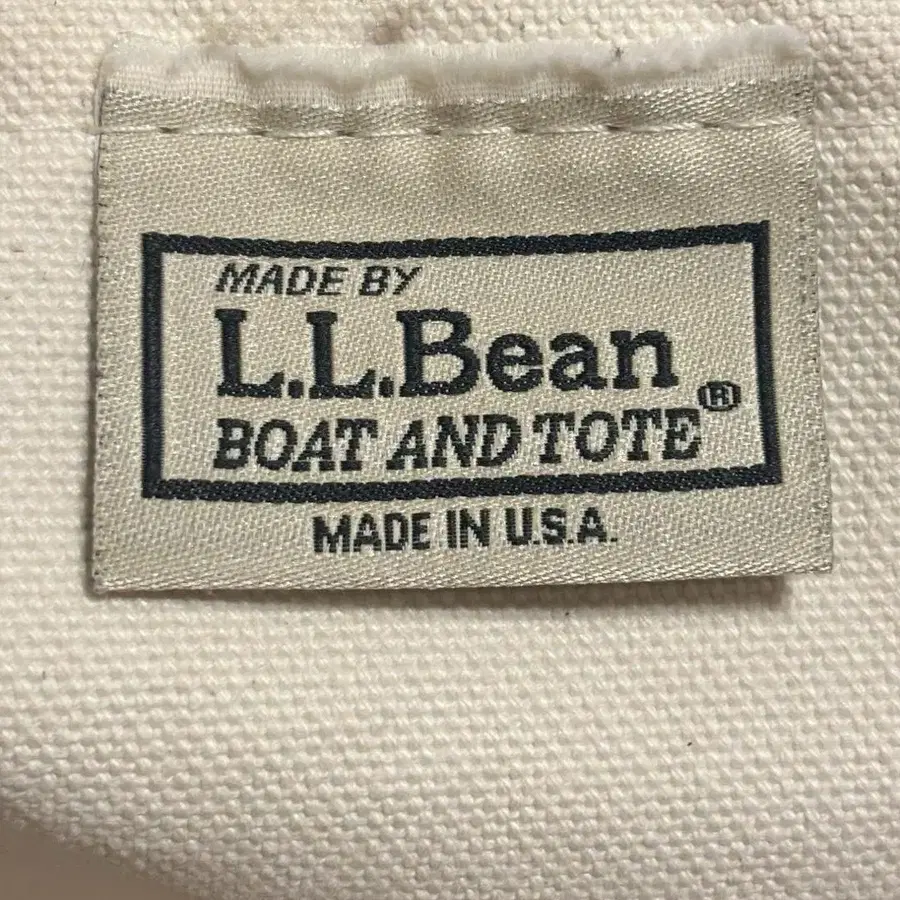 MADE BY
L.L.Bean
BOAT AND TOTE®
MADE IN U.S.A.